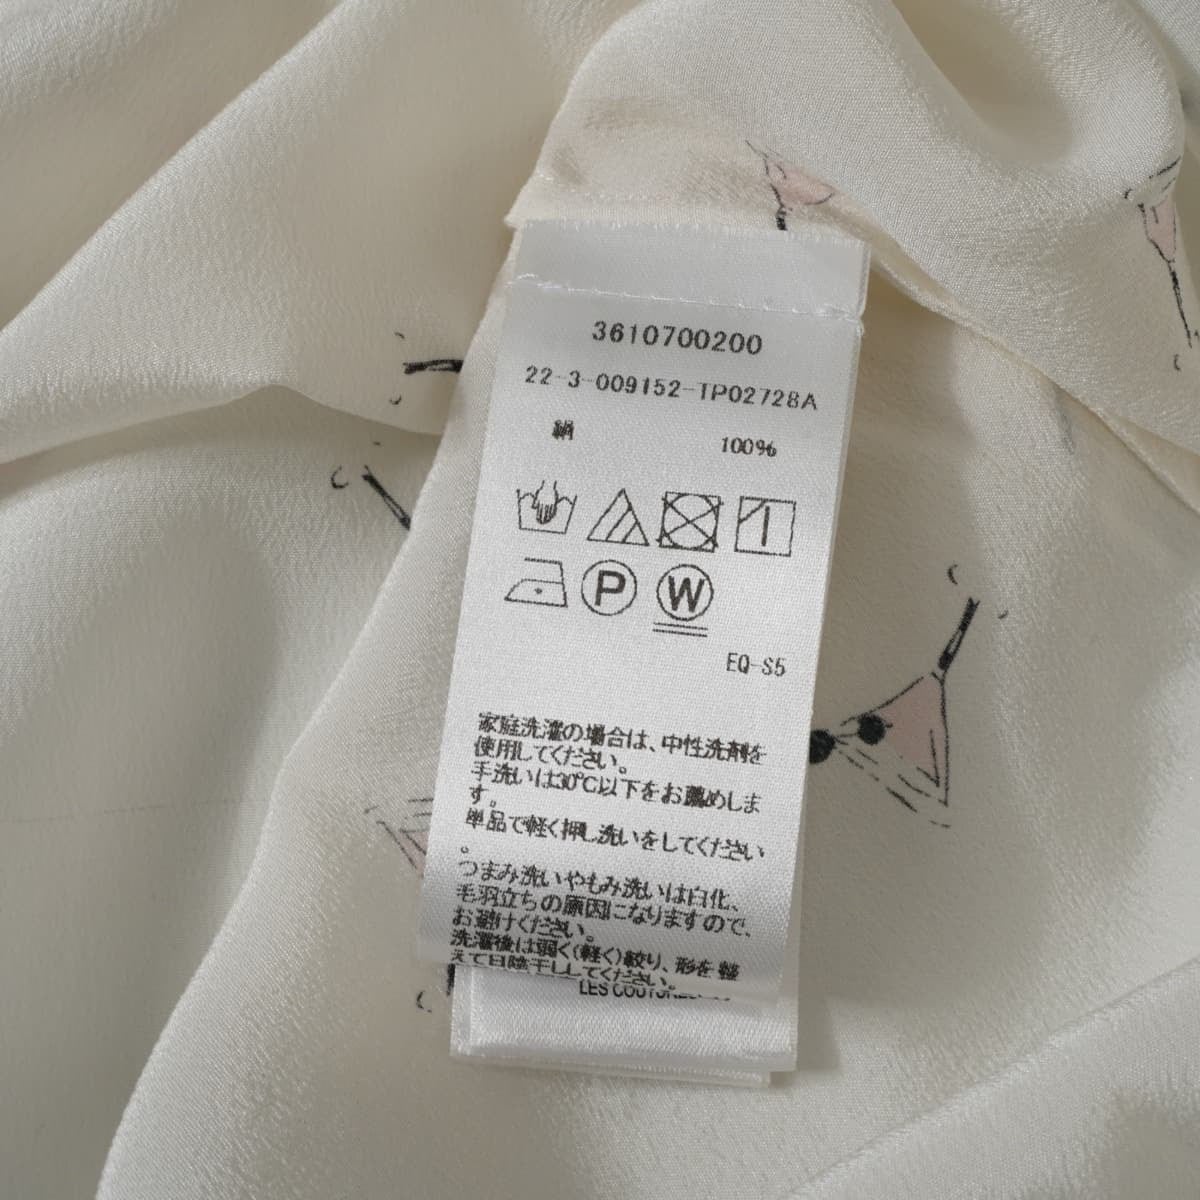 3610700200
22-3-009152-TP02728A
絹 100%
P W
EQ-S5
家庭洗濯の場合は、中性洗剤を
使用してください。
手洗いは30℃以下をお薦めしま
す。
単品で軽く押し洗いをしてください
。
つまみ洗いやもみ洗いは白化、
毛羽立ちの原因になりますので、
お避けください。
洗濯後は弱く(軽く)絞り、形を整
えて日陰干ししてください。
LES